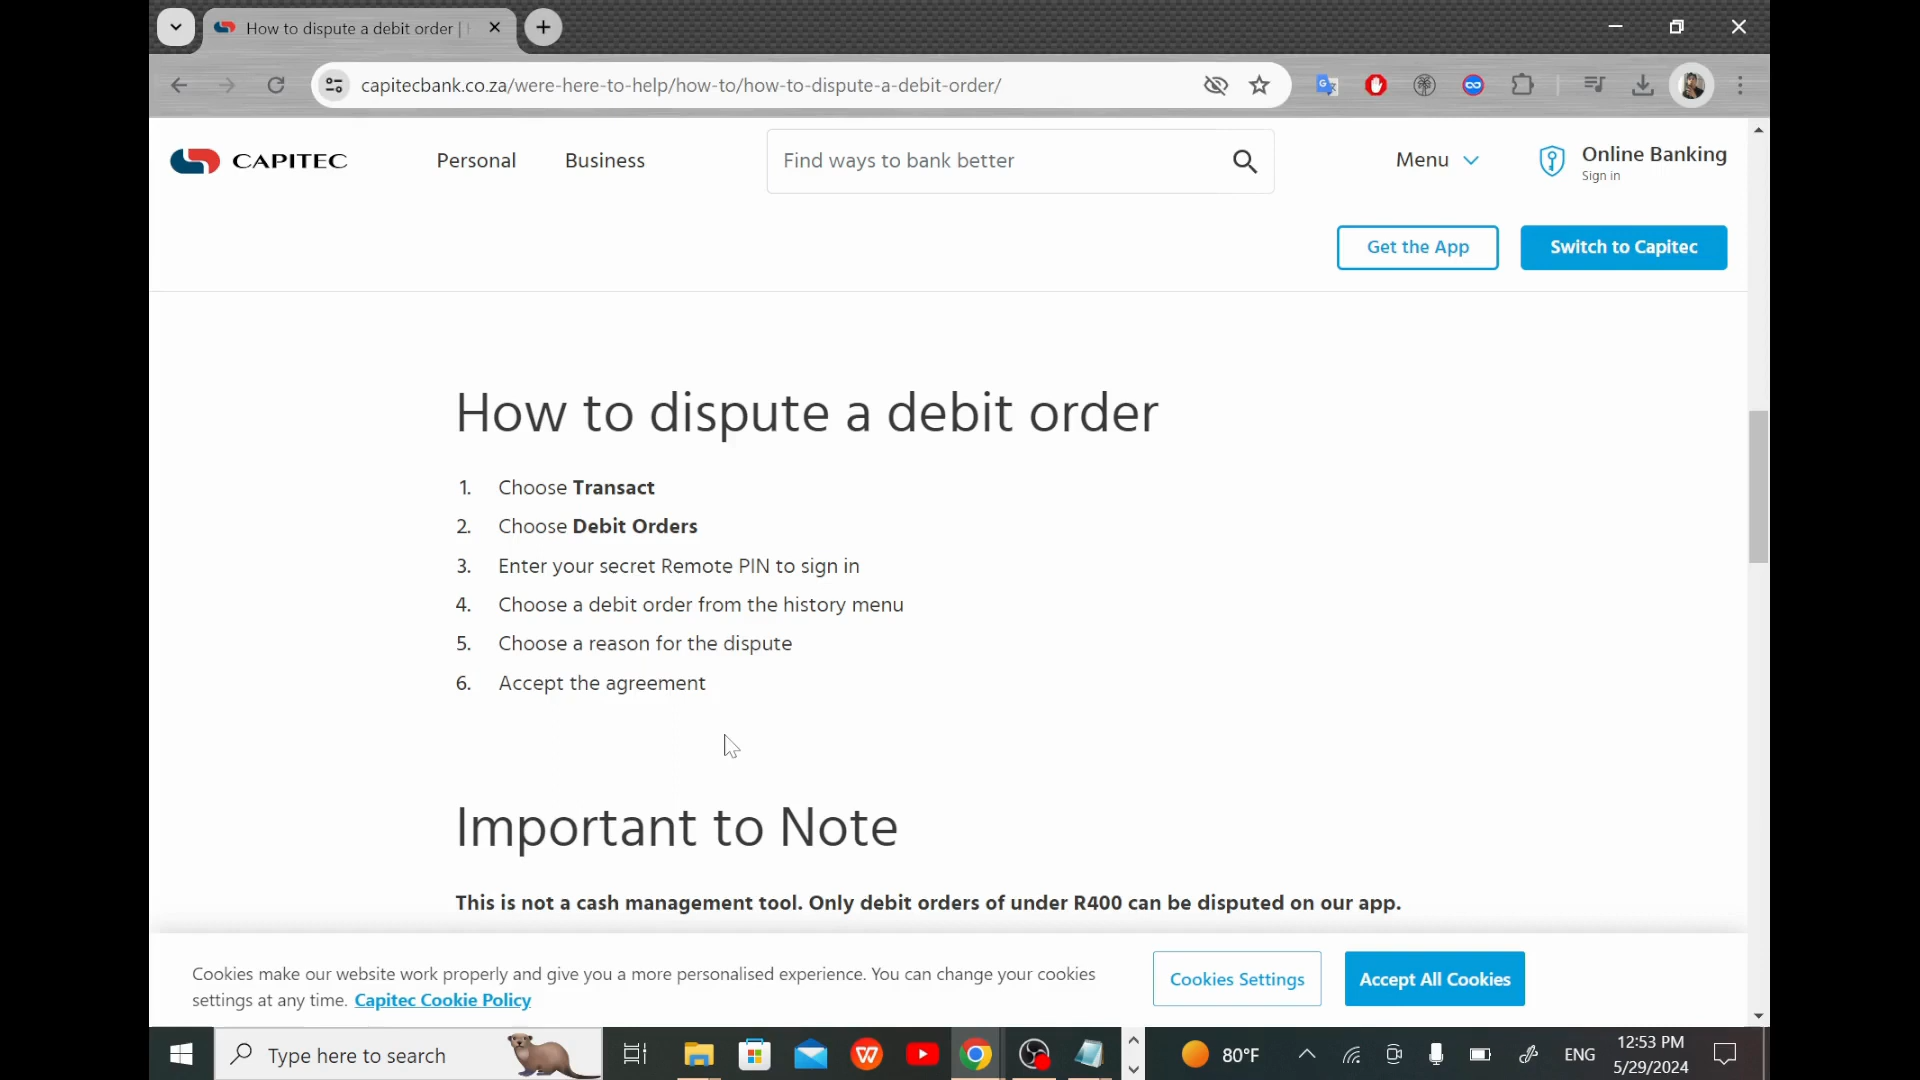 How to dispute a debit order |
capitecbank.co.za/were-here-to-help/how-to/how-to-dispute-a-debit-order/
CAPITEC
Personal
Business
Find ways to bank better
Menu
Online Banking
Sign in
Get the App
Switch to Capitec
How to dispute a debit order
1. Choose Transact
2. Choose Debit Orders
3. Enter your secret Remote PIN to sign in
4. Choose a debit order from the history menu
5. Choose a reason for the dispute
6. Accept the agreement
Important to Note
This is not a cash management tool. Only debit orders of under R400 can be disputed on our app.
Cookies make our website work properly and give you a more personalised experience. You can change your cookies
settings at any time. Capitec Cookie Policy
Cookies Settings
Accept All Cookies
Type here to search
80°F
ENG
12:53 PM
5/29/2024